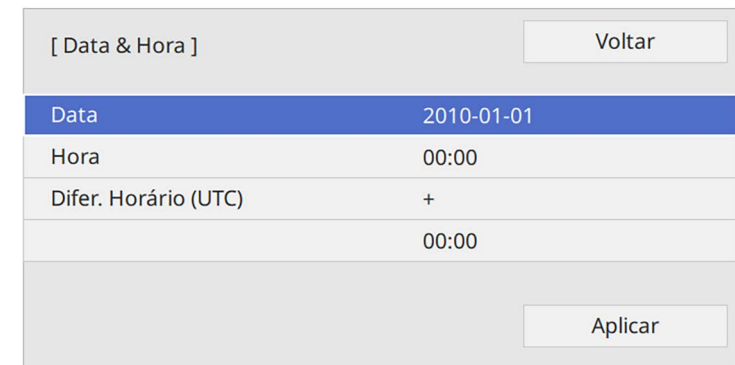 [ Data & Hora ] Voltar
Data 2010-01-01
Hora 00:00
Difer. Horário (UTC) +
00:00
Aplicar